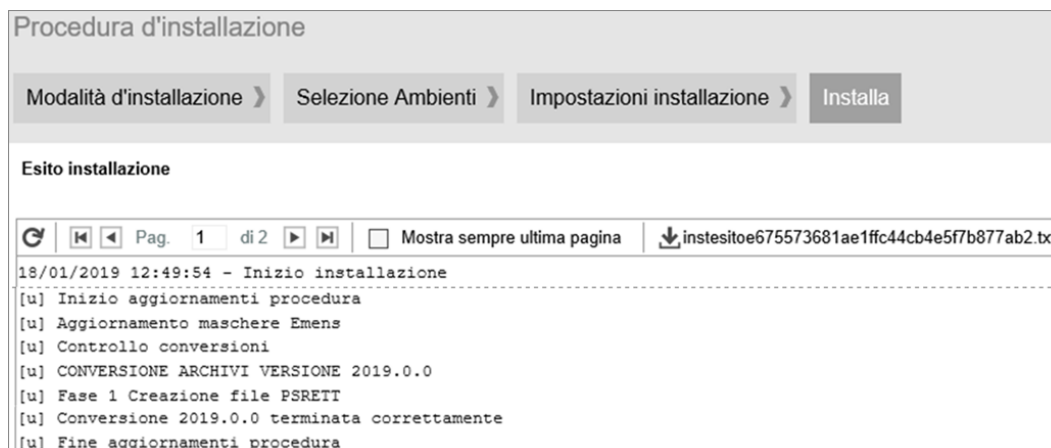 Procedura d'installazione
Modalità d'installazione Selezione Ambienti Impostazioni installazione Installa
Esito installazione
Pag. 1 di 2 Mostra sempre ultima pagina instesitoe675573681ae1ffc44cb4e5f7b877ab2.tx
18/01/2019 12:49:54 - Inizio installazione
[u] Inizio aggiornamenti procedura
[u] Aggiornamento maschere Emens
[u] Controllo conversioni
[u] CONVERSIONE ARCHIVI VERSIONE 2019.0.0
[u] Fase 1 Creazione file PSRETT
[u] Conversione 2019.0.0 terminata correttamente
[u] Fine aggiornamenti procedura